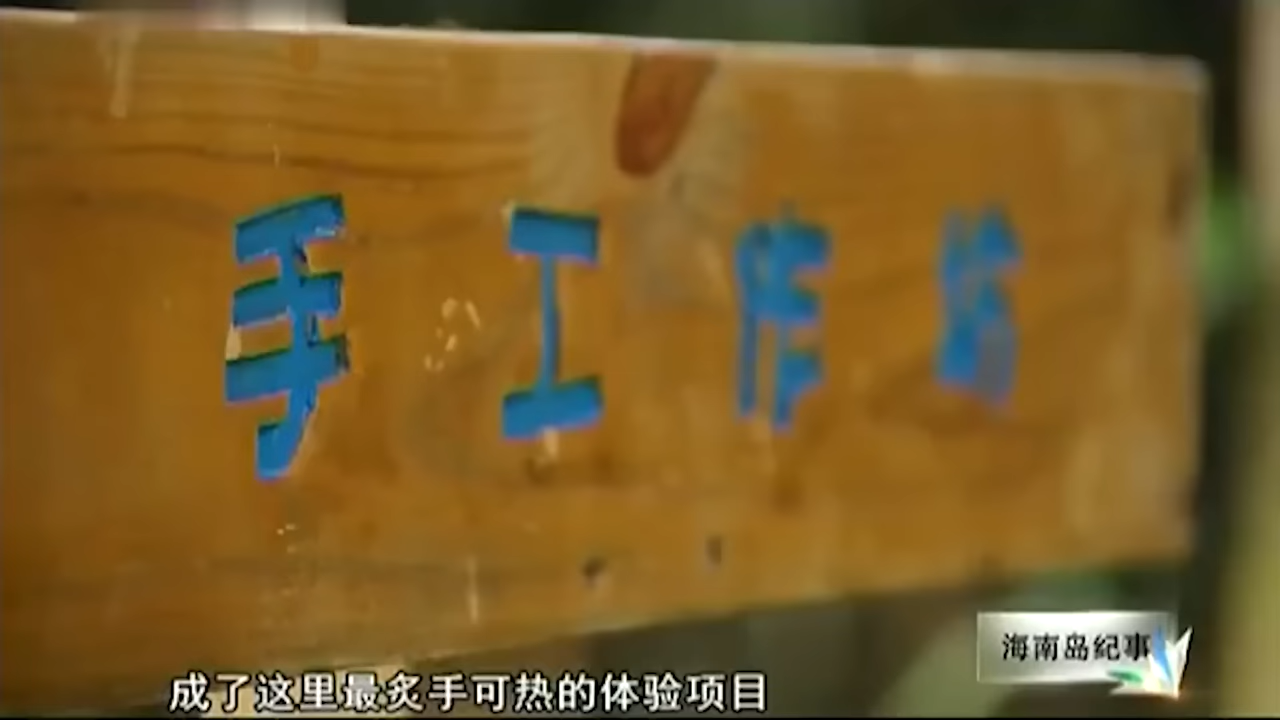 手工作
海南岛纪事
成了这里最炙手可热的体验项目